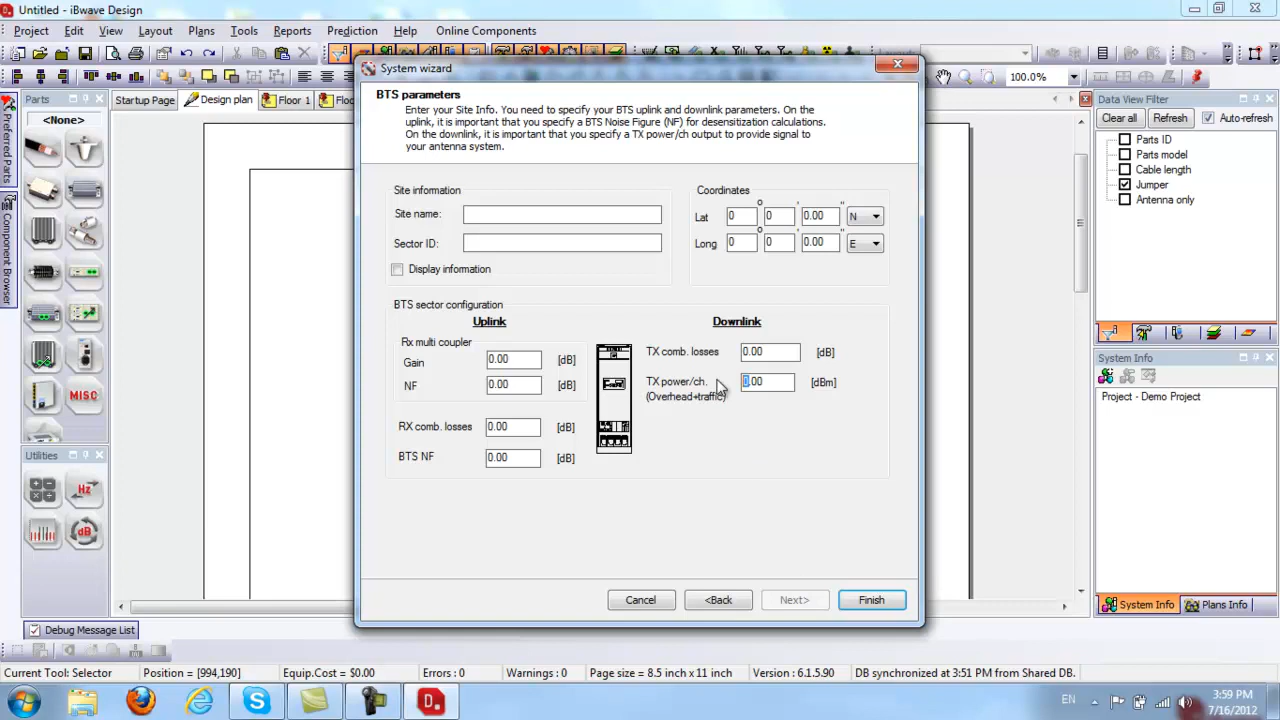 Untitled - iBwave Design
Project Edit View Layout Plans Tools Reports Prediction Help Online Components
100.0%
Parts
<None>
Startup Page
Design plan
Floor 1
Preferred Parts
Component Browser
MISC
Utilities
Hz
dB
System wizard
BTS parameters
Enter your Site Info. You need to specify your BTS uplink and downlink parameters. On the
uplink, it is important that you specify a BTS Noise Figure (NF) for desensitization calculations.
On the downlink, it is important that you specify a TX power/ch output to provide signal to
your antenna system.
Site information
Site name:
Sector ID:
Display information
Coordinates
Lat 0 ° 0 ' 0.00 " N
Long 0 ° 0 ' 0.00 " E
BTS sector configuration
Uplink
Rx multi coupler
Gain 0.00 [dB]
NF 0.00 [dB]
RX comb. losses 0.00 [dB]
BTS NF 0.00 [dB]
Downlink
TX comb. losses 0.00 [dB]
TX power/ch. 0.00 [dBm]
(Overhead+traffic)
Cancel
<Back
Next>
Finish
Data View Filter
Clear all
Refresh
Auto-refresh
Parts ID
Parts model
Cable length
Jumper
Antenna only
System Info
Project - Demo Project
System Info
Plans Info
Debug Message List
Current Tool: Selector
Position = [994,190]
Equip.Cost = $0.00
Errors : 0
Warnings : 0
Page size = 8.5 inch x 11 inch
Version : 6.1.5.90
DB synchronized at 3:51 PM from Shared DB.
EN
3:59 PM
7/16/2012